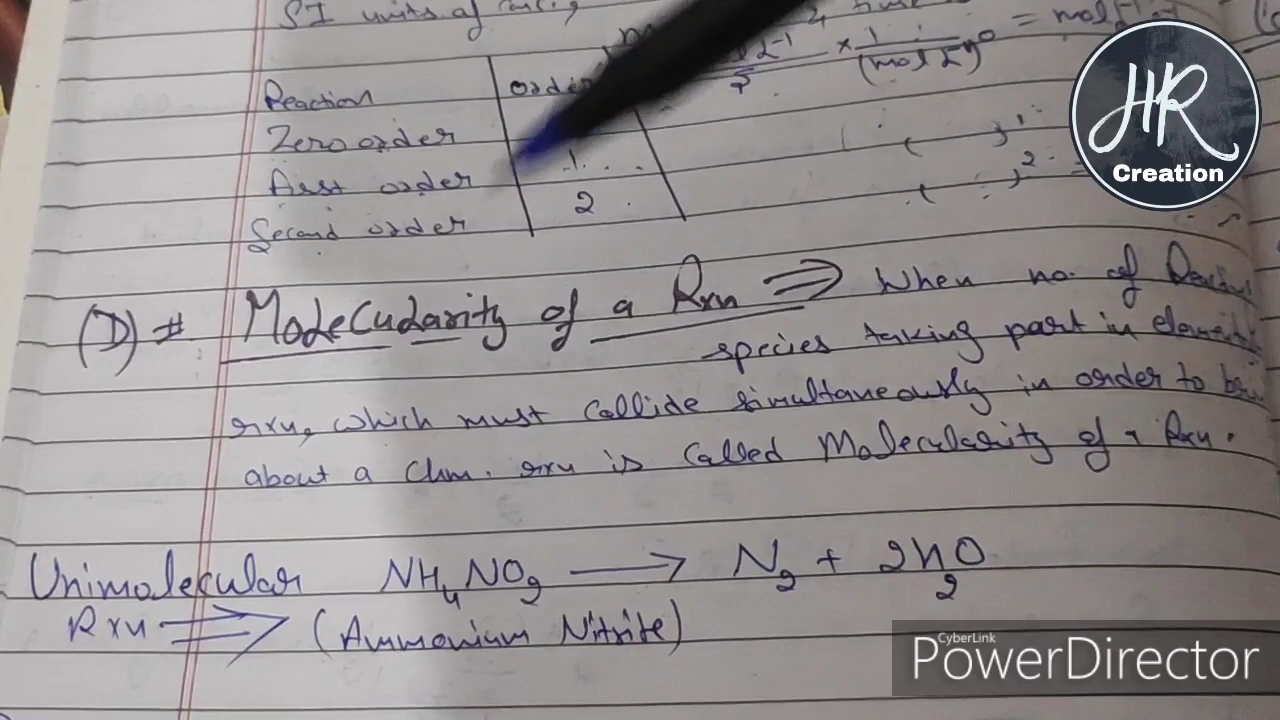 SI units of
Reaction order
Zero order
first order 1
Second order 2
(D) # Molecularity of a Rxn ⇒ When no. of
species taking part in
rxn, which must collide simultaneously in order to
about a Chm. rxn is called Molecularity of a Rxn.
Unimolecular NH₄NO₂ → N₂ + 2H₂O
Rxn ⇒ (Ammonium Nitrite)
HR
Creation
CyberLink
PowerDirector